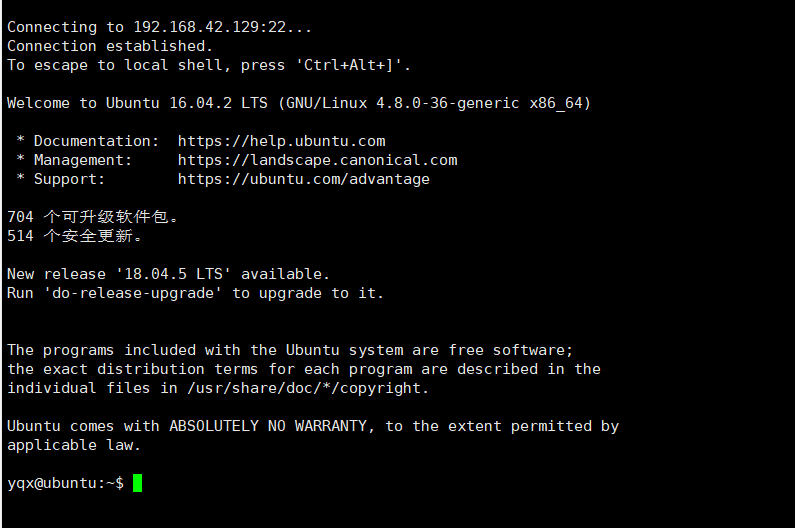 Connecting to 192.168.42.129:22...
Connection established.
To escape to local shell, press 'Ctrl+Alt+]'.
Welcome to Ubuntu 16.04.2 LTS (GNU/Linux 4.8.0-36-generic x86_64)
* Documentation:  https://help.ubuntu.com
* Management:     https://landscape.canonical.com
* Support:        https://ubuntu.com/advantage
704 个可升级软件包。
514 个安全更新。
New release '18.04.5 LTS' available.
Run 'do-release-upgrade' to upgrade to it.
The programs included with the Ubuntu system are free software;
the exact distribution terms for each program are described in the
individual files in /usr/share/doc/*/copyright.
Ubuntu comes with ABSOLUTELY NO WARRANTY, to the extent permitted by
applicable law.
yqx@ubuntu:~$